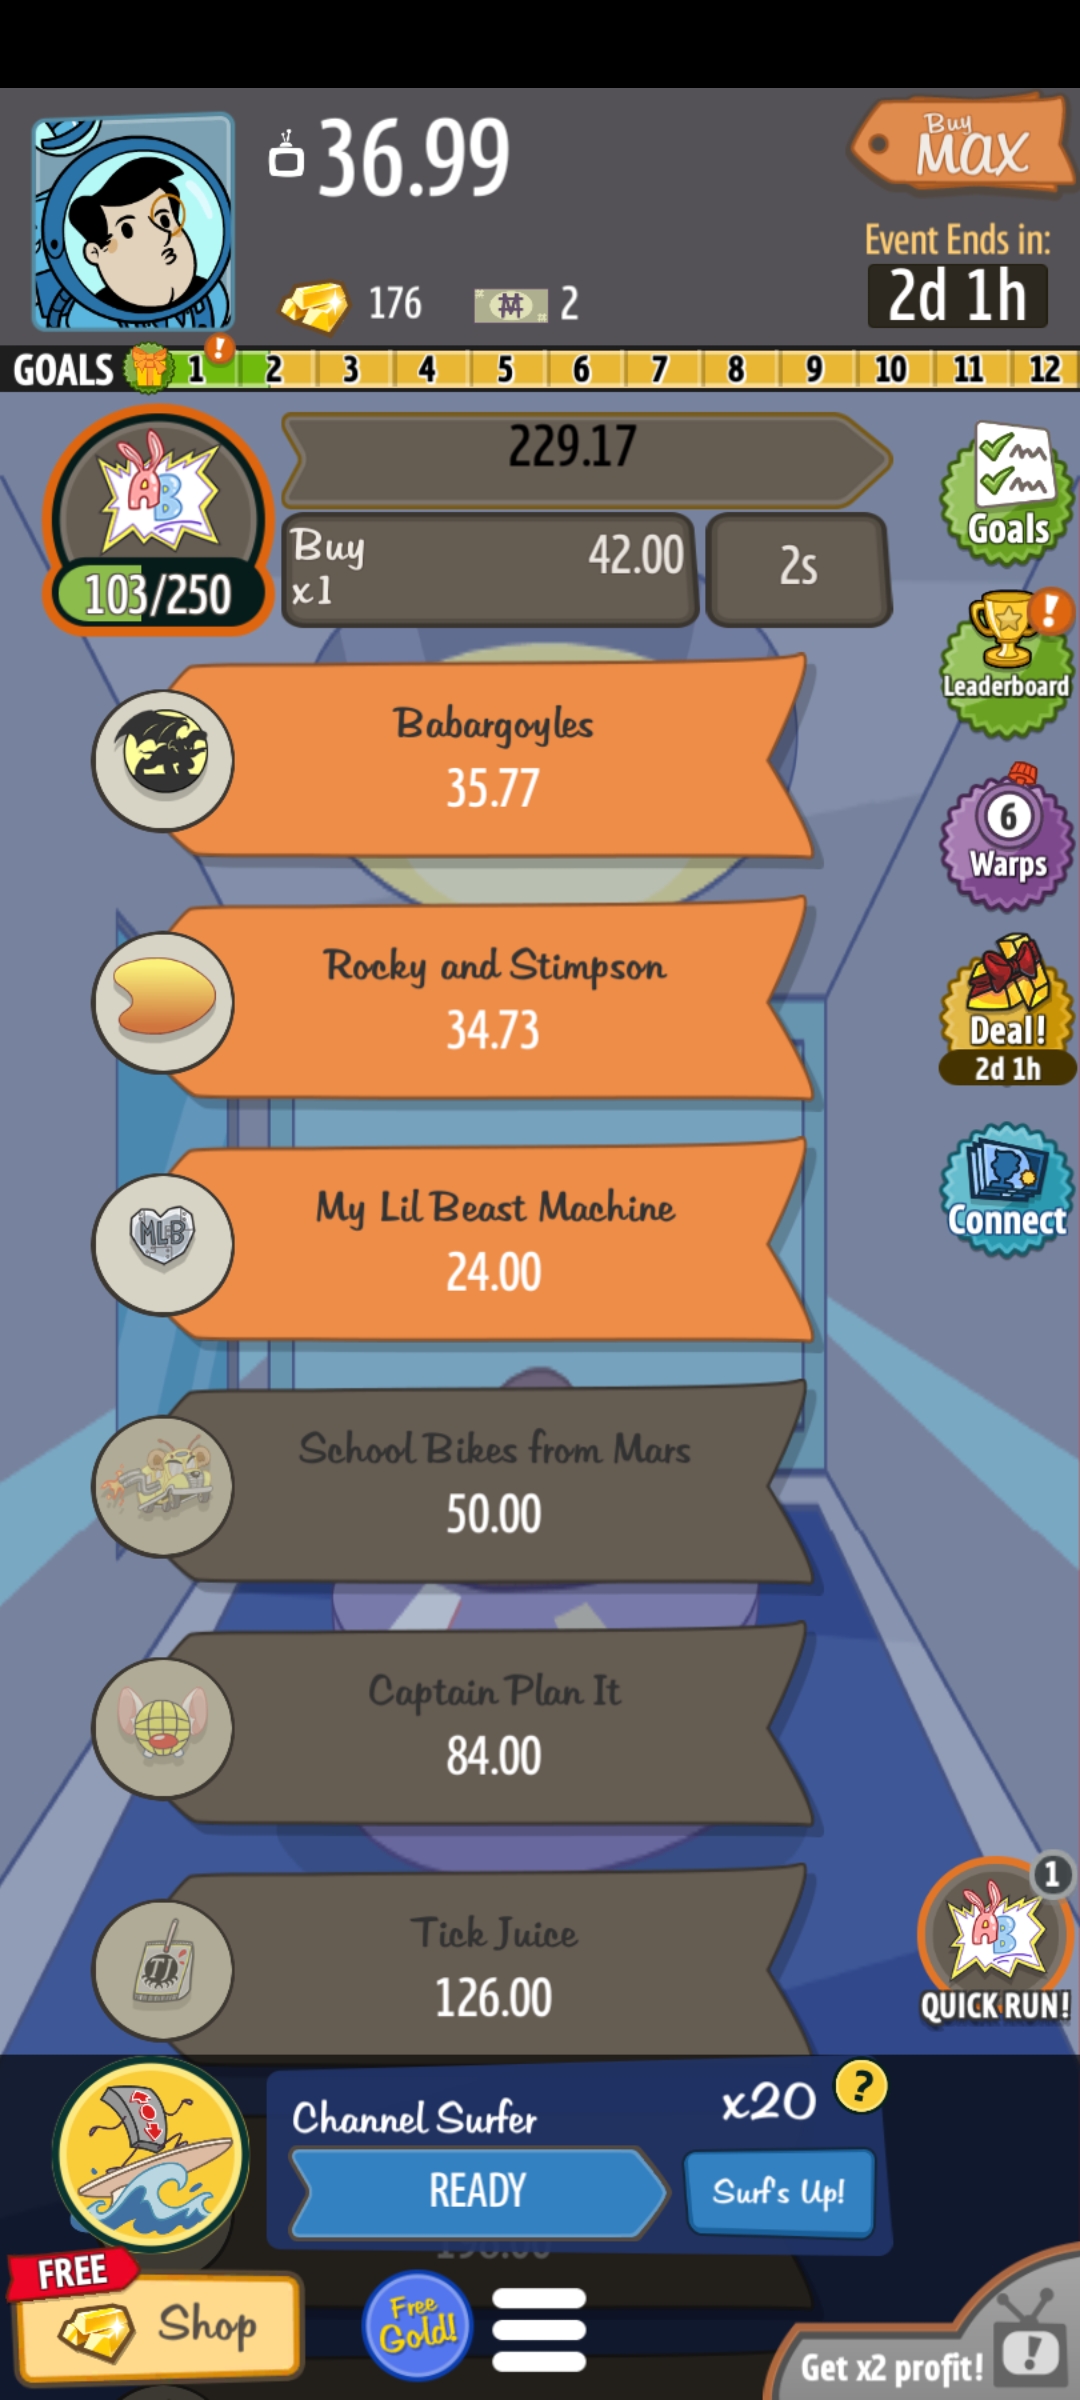 36.99
Buy
MAX
Event Ends in:
2d 1h
176
2
GOALS 1 ! 2 3 4 5 6 7 8 9 10 11 12
AB
103/250
229.17
Buy
x1
42.00
2s
Goals
!
Leaderboard
Babargoyles
35.77
6
Warps
Rocky and Stimpson
34.73
Deal!
2d 1h
MLB
My Lil Beast Machine
24.00
Connect
School Bikes from Mars
50.00
Captain Plan It
84.00
TJ
Tick Juice
126.00
1
AB
QUICK RUN!
Channel Surfer
x20
?
READY
Surf's Up!
FREE
Shop
Free
Gold!
Get x2 profit!
!